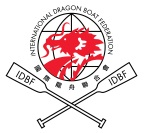 INTERNATIONAL DRAGON BOAT FEDERATION
國際龍舟聯合會
IDBF
IDBF